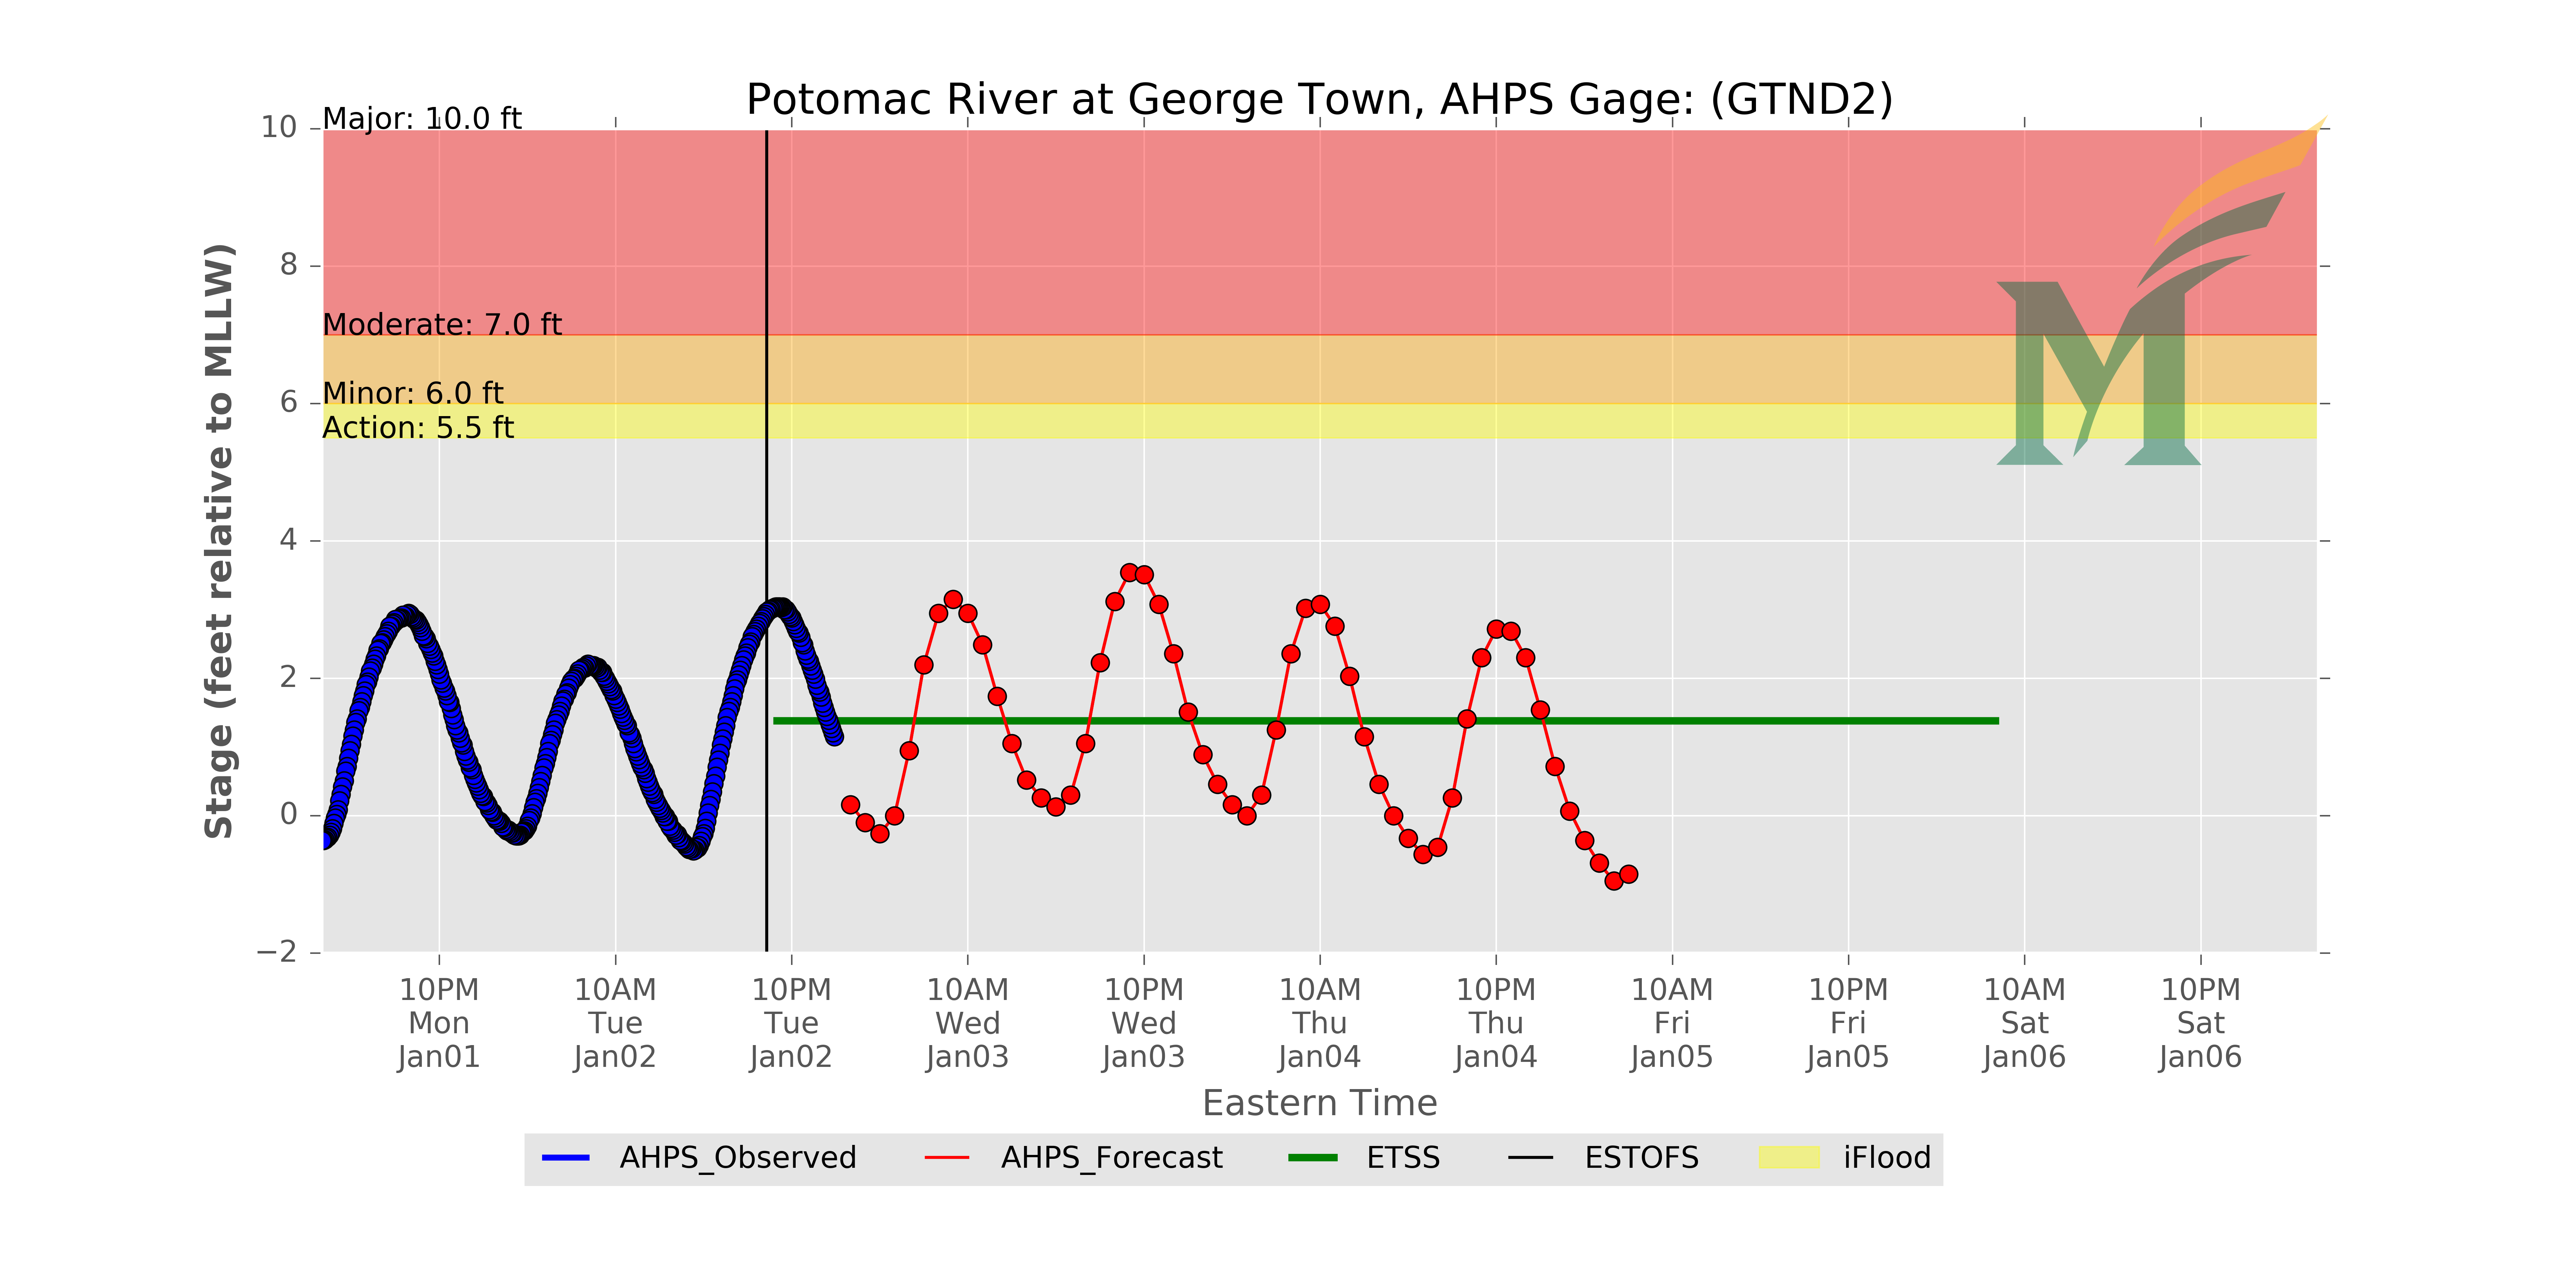 Potomac River at George Town, AHPS Gage: (GTND2)
Major: 10.0 ft
Moderate: 7.0 ft
Minor: 6.0 ft
Action: 5.5 ft
Stage (feet relative to MLLW)
10
8
6
4
2
0
−2
10PM 10AM 10PM 10AM 10PM 10AM 10PM 10AM 10PM 10AM 10PM
Mon Tue Tue Wed Wed Thu Thu Fri Fri Sat Sat
Jan01 Jan02 Jan02 Jan03 Jan03 Jan04 Jan04 Jan05 Jan05 Jan06 Jan06
Eastern Time
AHPS_Observed AHPS_Forecast ETSS ESTOFS iFlood